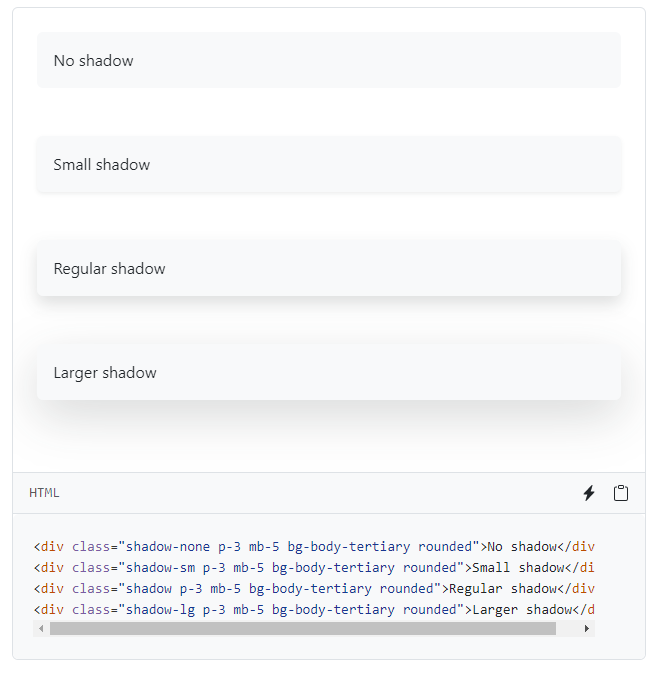 No shadow
Small shadow
Regular shadow
Larger shadow
HTML
<div class="shadow-none p-3 mb-5 bg-body-tertiary rounded">No shadow</div
<div class="shadow-sm p-3 mb-5 bg-body-tertiary rounded">Small shadow</di
<div class="shadow p-3 mb-5 bg-body-tertiary rounded">Regular shadow</div
<div class="shadow-lg p-3 mb-5 bg-body-tertiary rounded">Larger shadow</d